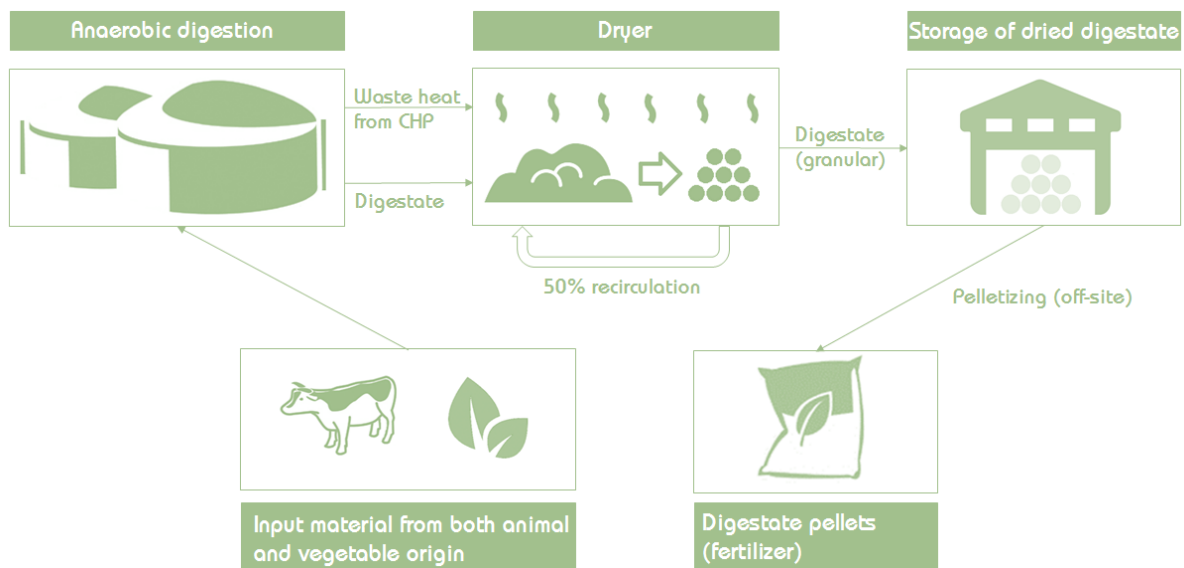 Anaerobic digestion
Dryer
Storage of dried digestate
Waste heat
from CHP
Digestate
Digestate
(granular)
50% recirculation
Pelletizing (off-site)
Input material from both animal
and vegetable origin
Digestate pellets
(fertilizer)